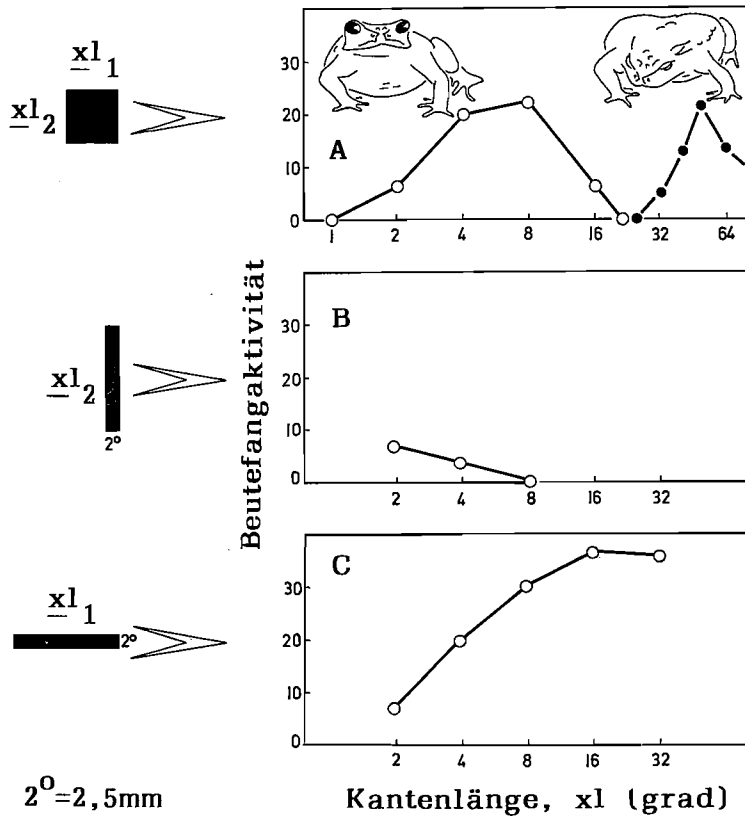 xl1
xl2
A
30
20
10
0
1 2 4 8 16 32 64
Beutefangaktivität
xl2
2°
B
30
20
10
0
2 4 8 16 32
xl1
2°
C
30
20
10
0
2 4 8 16 32
2°=2,5mm
Kantenlänge, xl (grad)